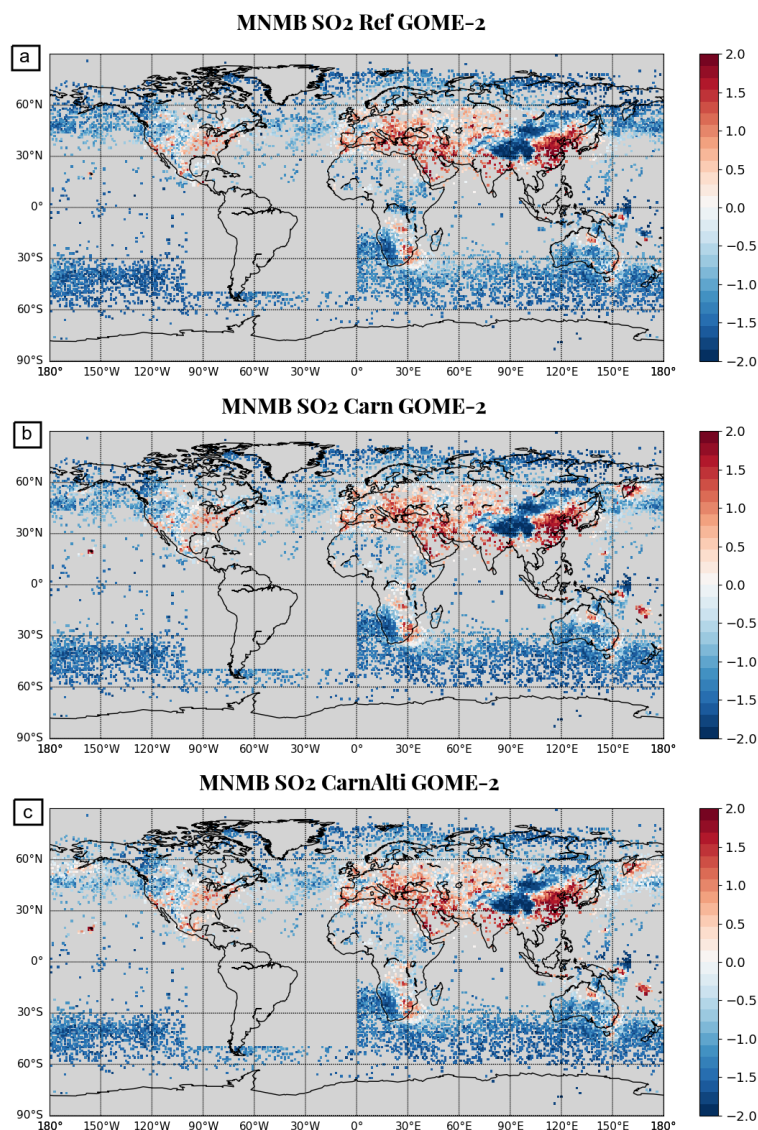 MNMB SO2 Ref GOME-2
a
60°N
30°N
0°
30°S
60°S
90°S
180° 150°W 120°W 90°W 60°W 30°W 0° 30°E 60°E 90°E 120°E 150°E 180°
2.0
1.5
1.0
0.5
0.0
−0.5
−1.0
−1.5
−2.0
MNMB SO2 Carn GOME-2
b
60°N
30°N
0°
30°S
60°S
90°S
180° 150°W 120°W 90°W 60°W 30°W 0° 30°E 60°E 90°E 120°E 150°E 180°
2.0
1.5
1.0
0.5
0.0
−0.5
−1.0
−1.5
−2.0
MNMB SO2 CarnAlti GOME-2
c
60°N
30°N
0°
30°S
60°S
90°S
180° 150°W 120°W 90°W 60°W 30°W 0° 30°E 60°E 90°E 120°E 150°E 180°
2.0
1.5
1.0
0.5
0.0
−0.5
−1.0
−1.5
−2.0